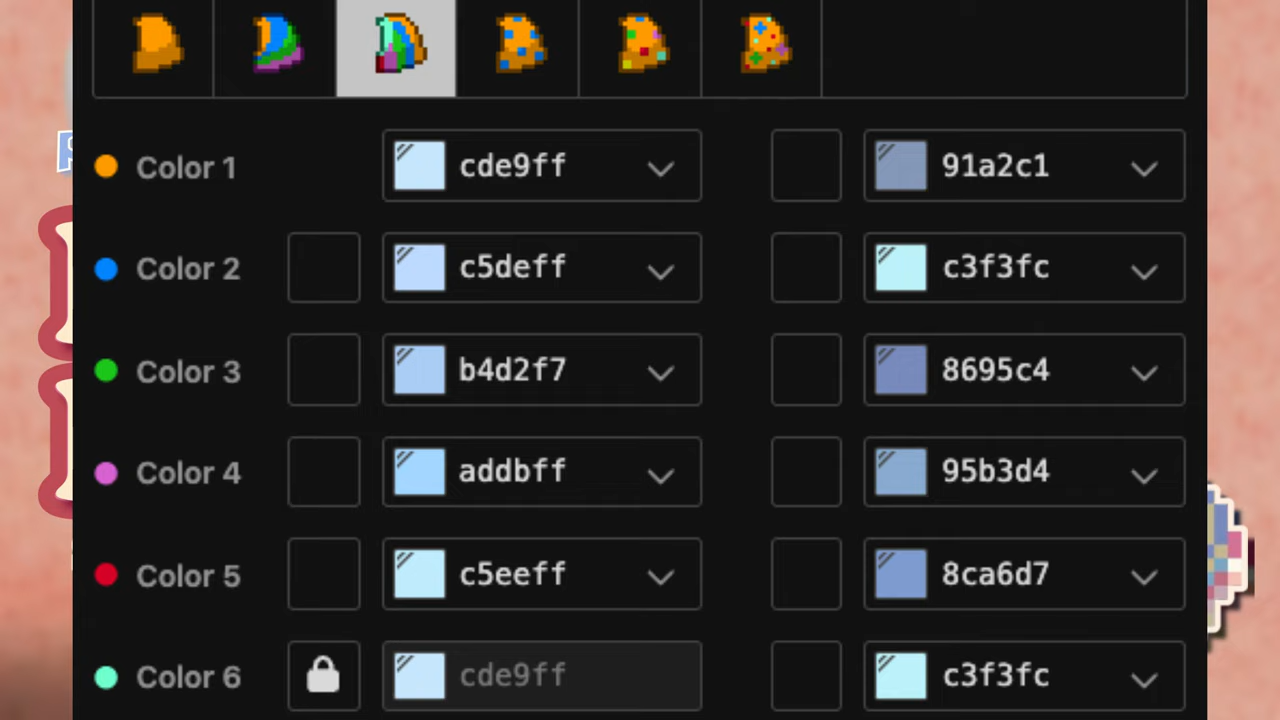 Color 1 cde9ff 91a2c1
Color 2 c5deff c3f3fc
Color 3 b4d2f7 8695c4
Color 4 addbff 95b3d4
Color 5 c5eeff 8ca6d7
Color 6 cde9ff c3f3fc